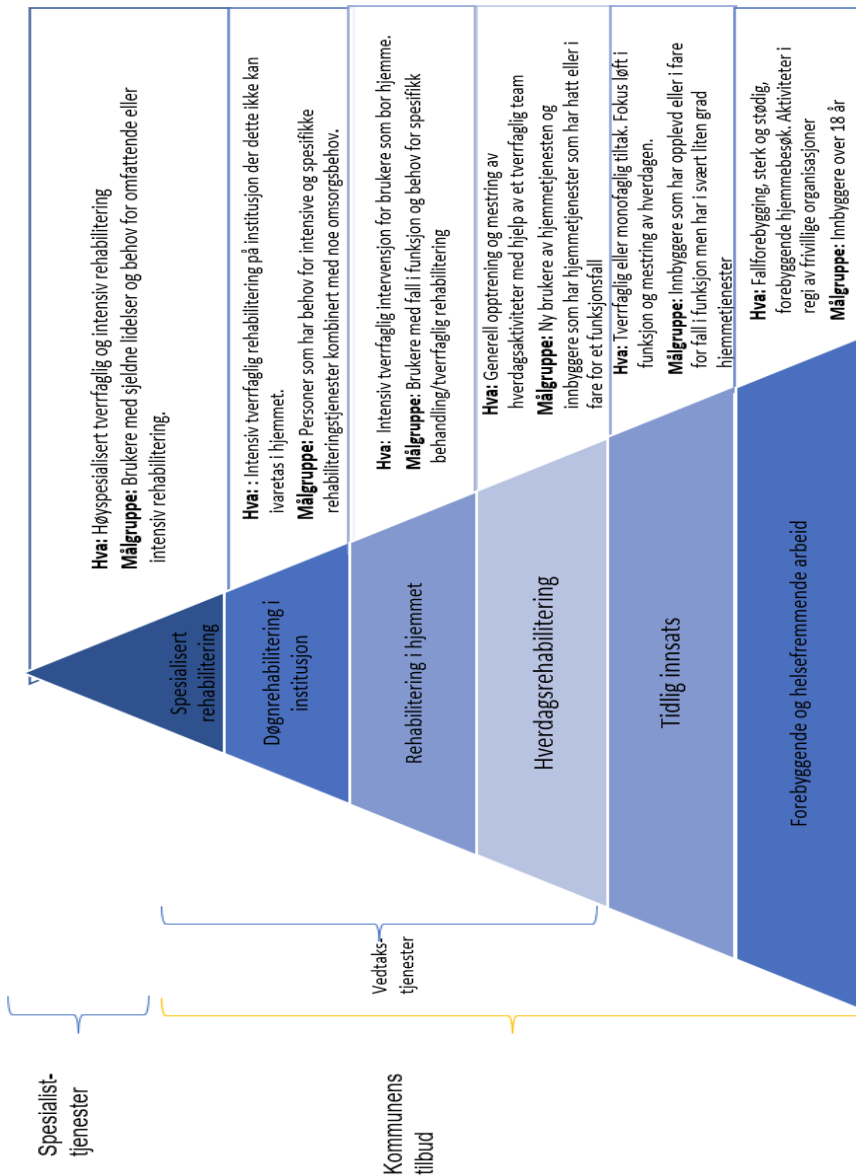 Spesialist-
tjenester
Kommunens
tilbud
Vedtaks-
tjenester
Spesialisert
rehabilitering
Hva: Høyspesialisert tverrfaglig og intensiv rehabilitering
Målgruppe: Brukere med sjeldne lidelser og behov for omfattende eller
intensiv rehabilitering.
Døgnrehabilitering i
institusjon
Hva: : Intensiv tverrfaglig rehabilitering på institusjon der dette ikke kan
ivaretas i hjemmet.
Målgruppe: Personer som har behov for intensive og spesifikke
rehabiliteringstjenester kombinert med noe omsorgsbehov.
Rehabilitering i hjemmet
Hva: Intensiv tverrfaglig intervensjon for brukere som bor hjemme.
Målgruppe: Brukere med fall i funksjon og behov for spesifikk
behandling/tverrfaglig rehabilitering
Hverdagsrehabilitering
Hva: Generell opptrening og mestring av
hverdagsaktiviteter med hjelp av et tverrfaglig team
Målgruppe: Ny brukere av hjemmetjenesten og
innbyggere som har hjemmetjenester som har hatt eller i
fare for et funksjonsfall
Tidlig innsats
Hva: Tverrfaglig eller monofaglig tiltak. Fokus løft i
funksjon og mestring av hverdagen.
Målgruppe: Innbyggere som har opplevd eller i fare
for fall i funksjon men har i svært liten grad
hjemmetjenester
Forebyggende og helsefremmende arbeid
Hva: Fallforebygging, sterk og stødig,
forebyggende hjemmebesøk. Aktiviteter i
regi av frivillige organisasjoner
Målgruppe: Innbyggere over 18 år